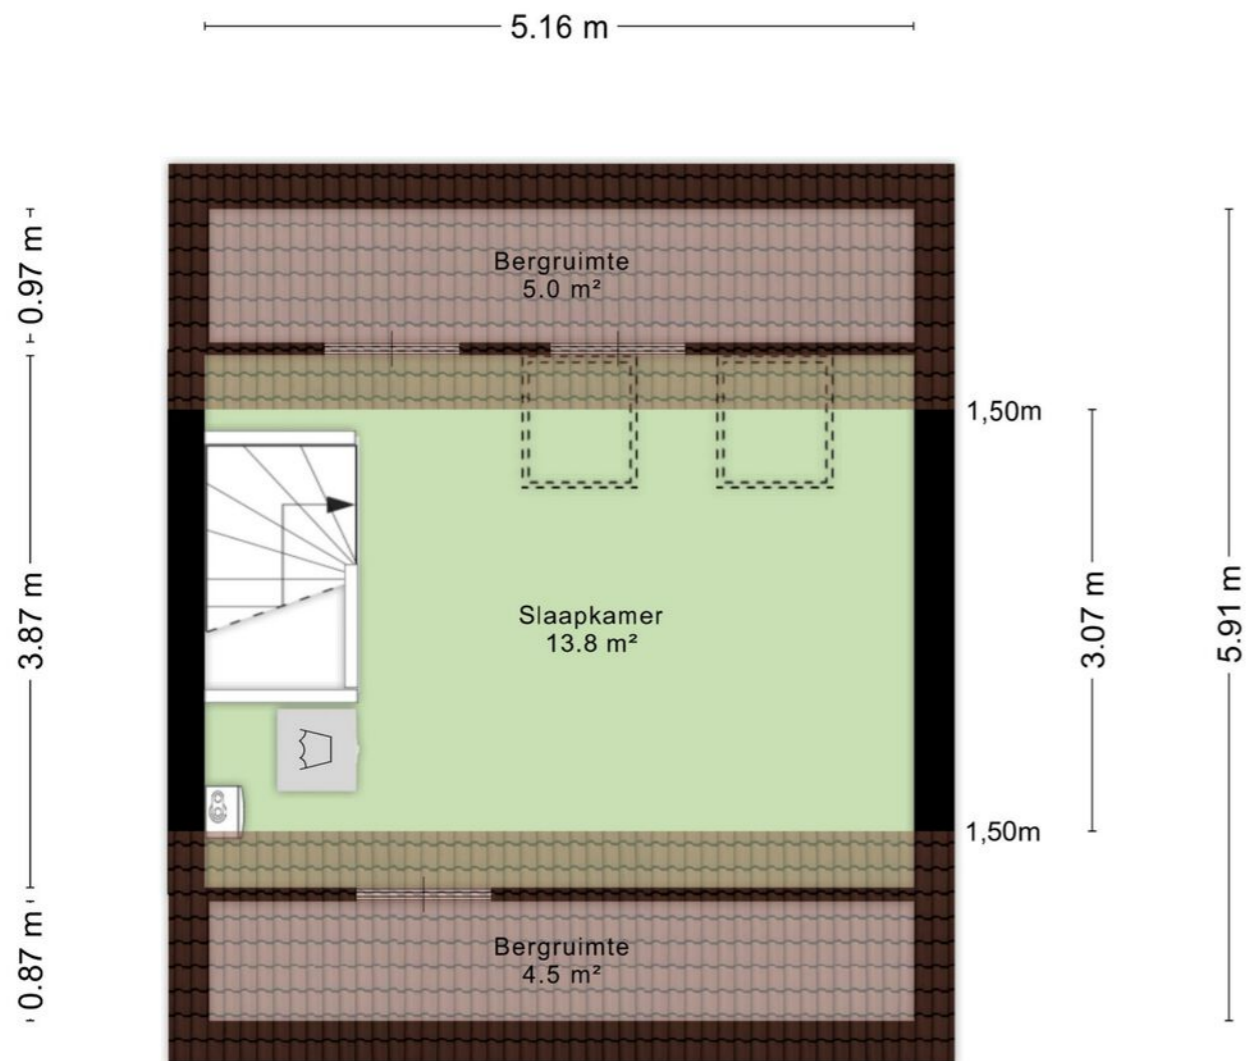 5.16 m
0.97 m
Bergruimte
5.0 m²
1,50m
3.87 m
Slaapkamer
13.8 m²
3.07 m
5.91 m
1,50m
Bergruimte
4.5 m²
0.87 m